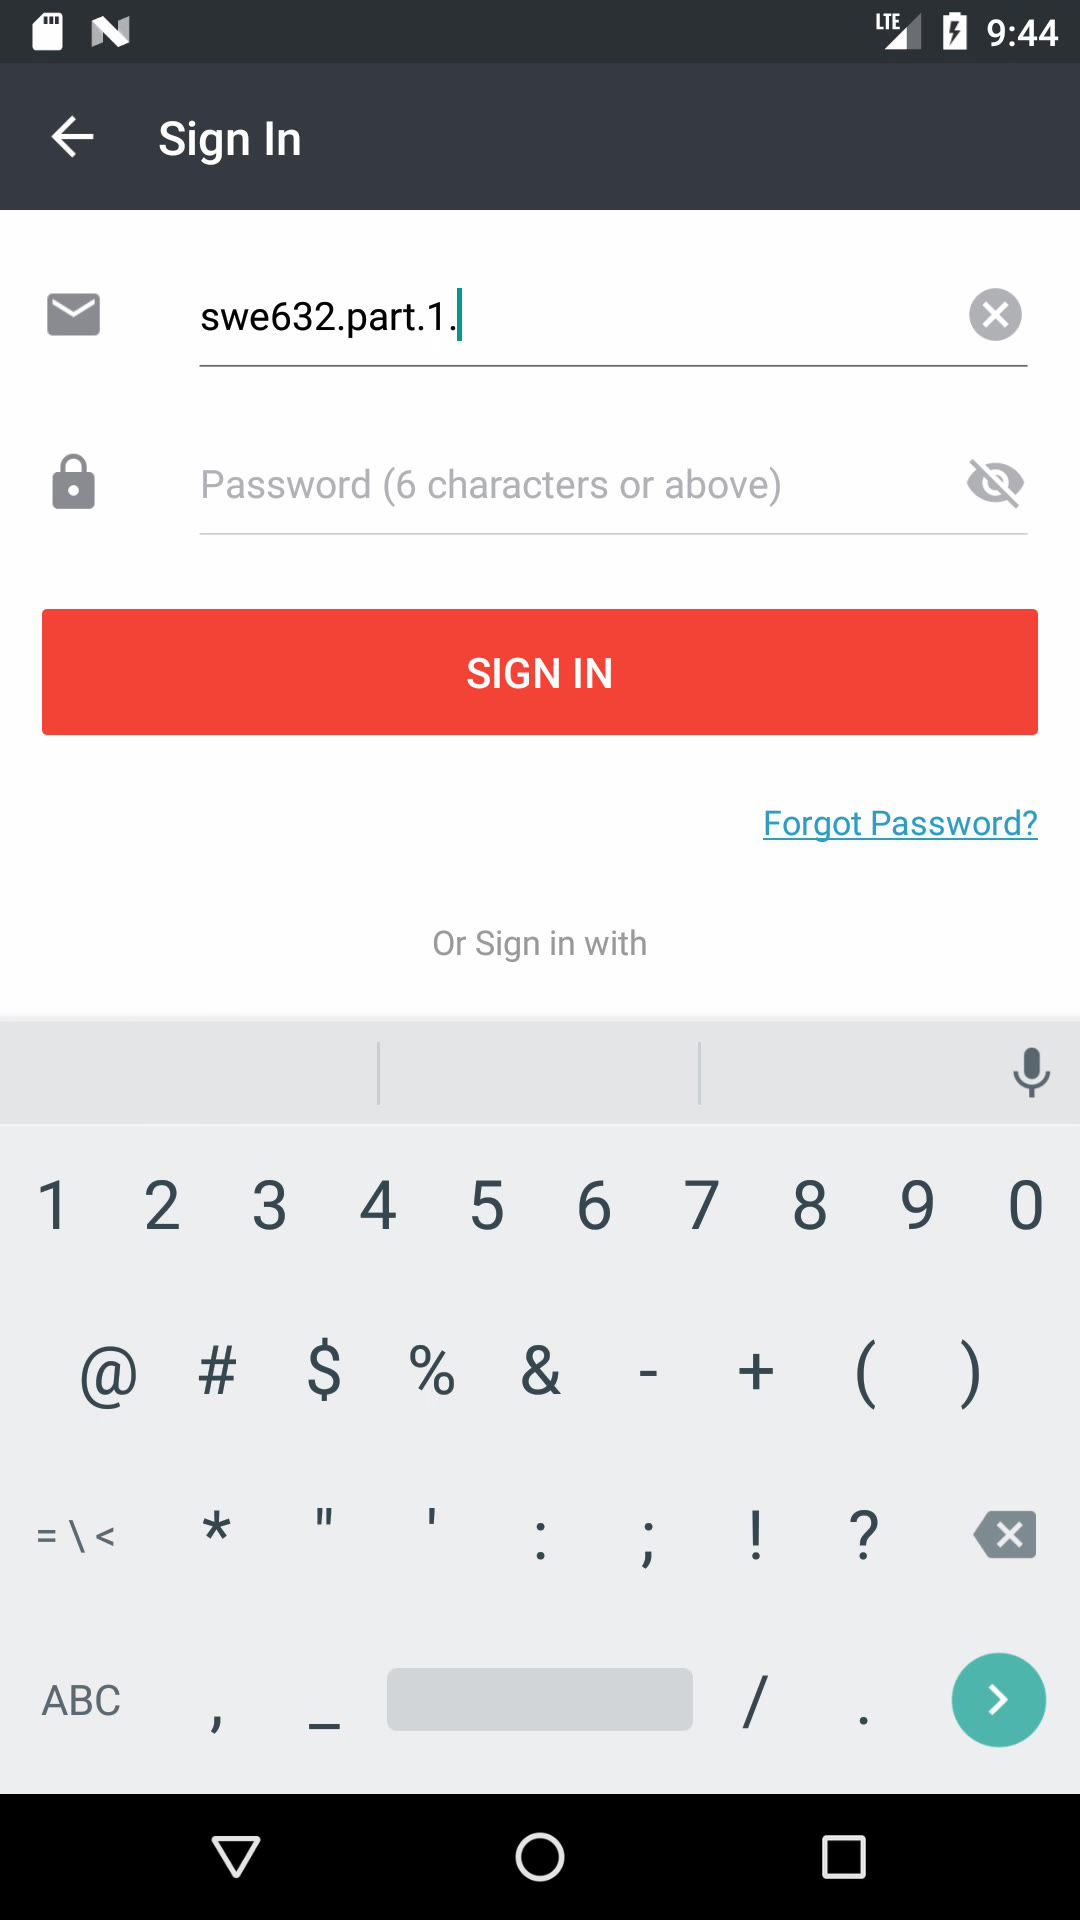 LTE 9:44
Sign In
swe632.part.1.
Password (6 characters or above)
SIGN IN
Forgot Password?
Or Sign in with
1 2 3 4 5 6 7 8 9 0
@ # $ % & - + ( )
= \ < * " ' : ; ! ?
ABC , _ / .